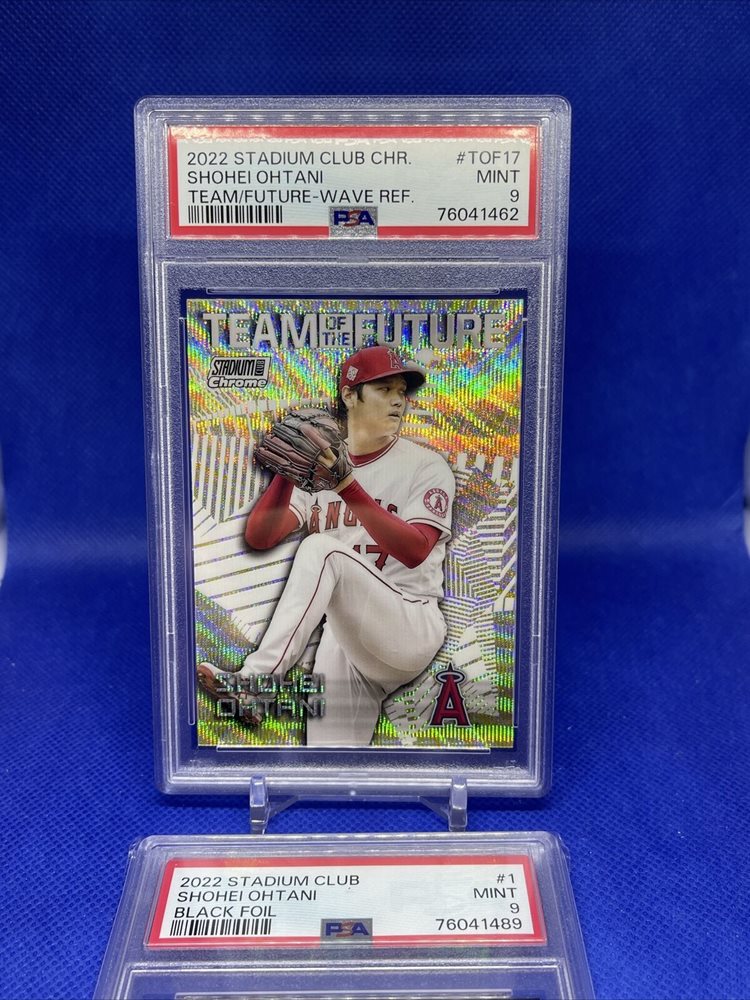 2022 STADIUM CLUB CHR. #TOF17
SHOHEI OHTANI MINT
TEAM/FUTURE-WAVE REF. 9
PSA 76041462
TEAM OF THE FUTURE
STADIUM CLUB
Chrome
A
ANGELS
A
17
SHOHEI
OHTANI
A
2022 STADIUM CLUB #1
SHOHEI OHTANI MINT
BLACK FOIL 9
PSA 76041489